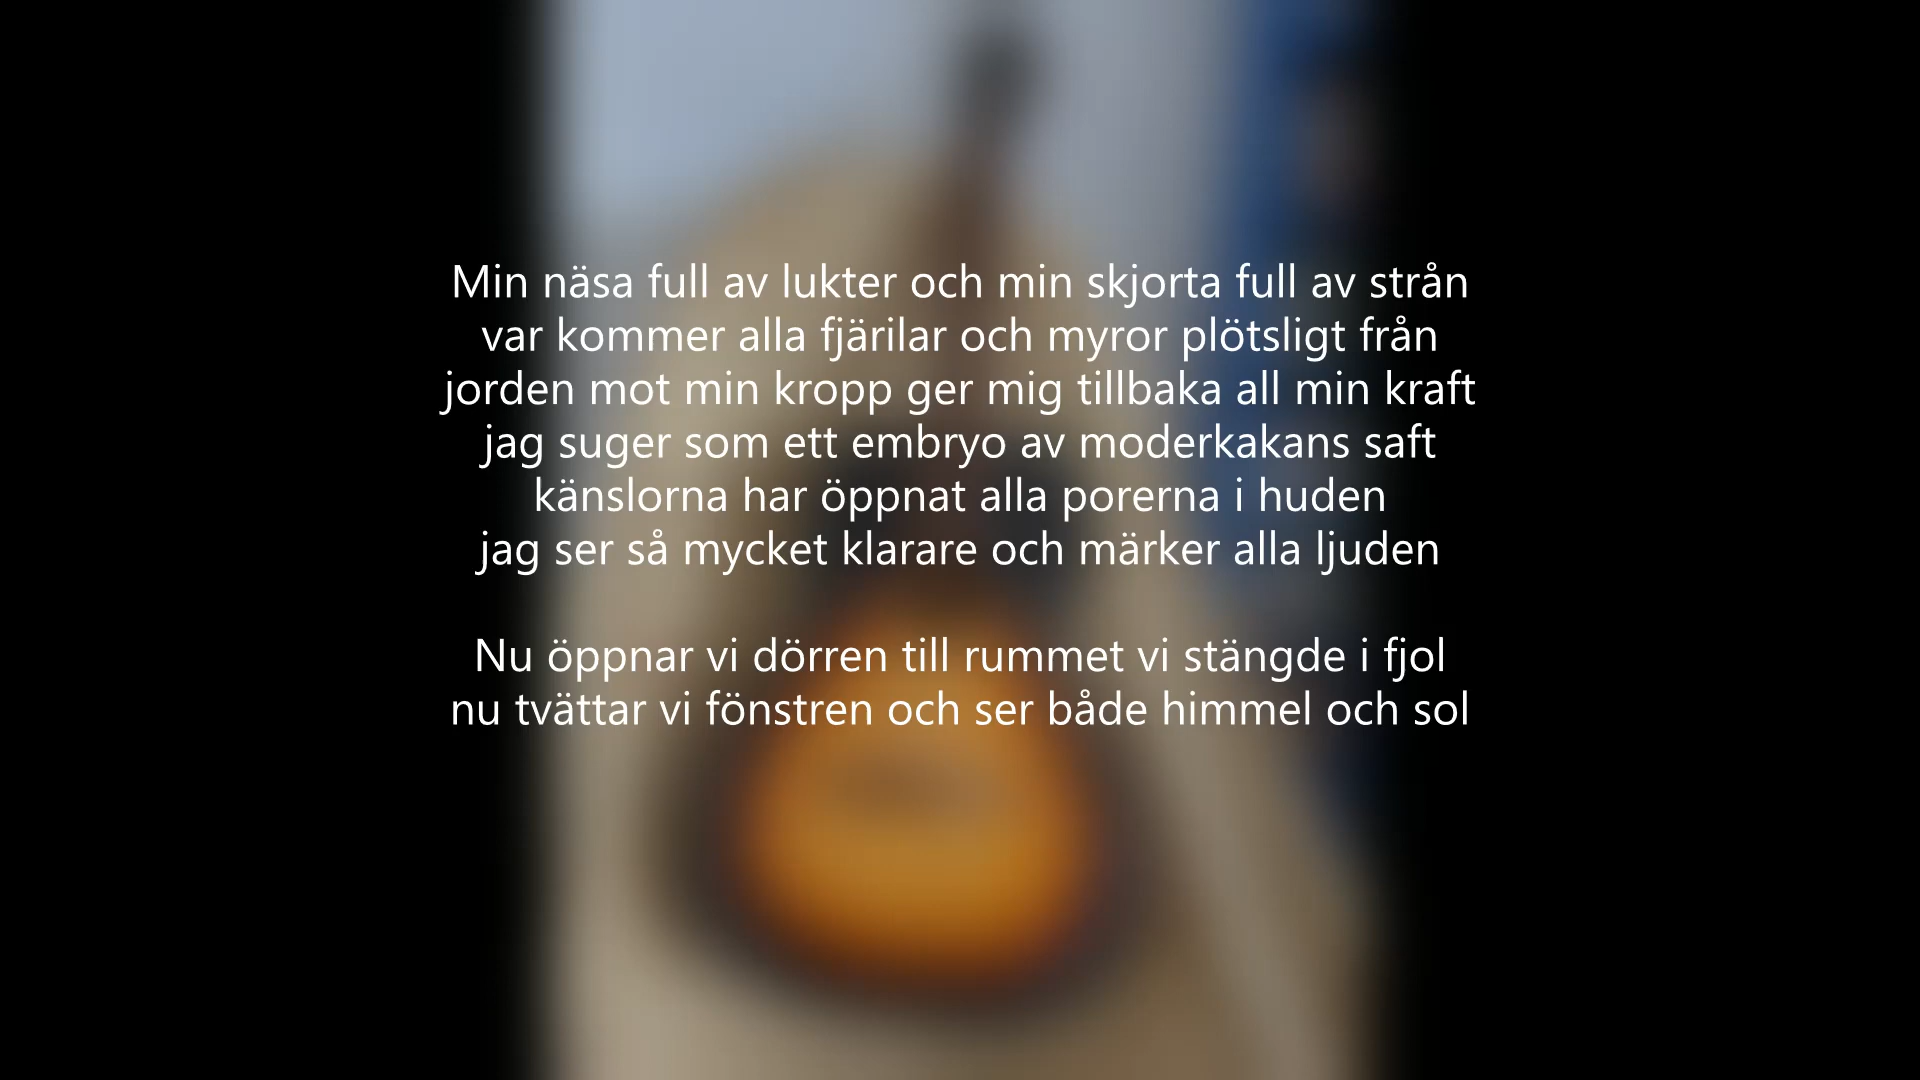 Min näsa full av lukter och min skjorta full av strån
var kommer alla fjärilar och myror plötsligt från
jorden mot min kropp ger mig tillbaka all min kraft
jag suger som ett embryo av moderkakans saft
känslorna har öppnat alla porerna i huden
jag ser så mycket klarare och märker alla ljuden
Nu öppnar vi dörren till rummet vi stängde i fjol
nu tvättar vi fönstren och ser både himmel och sol